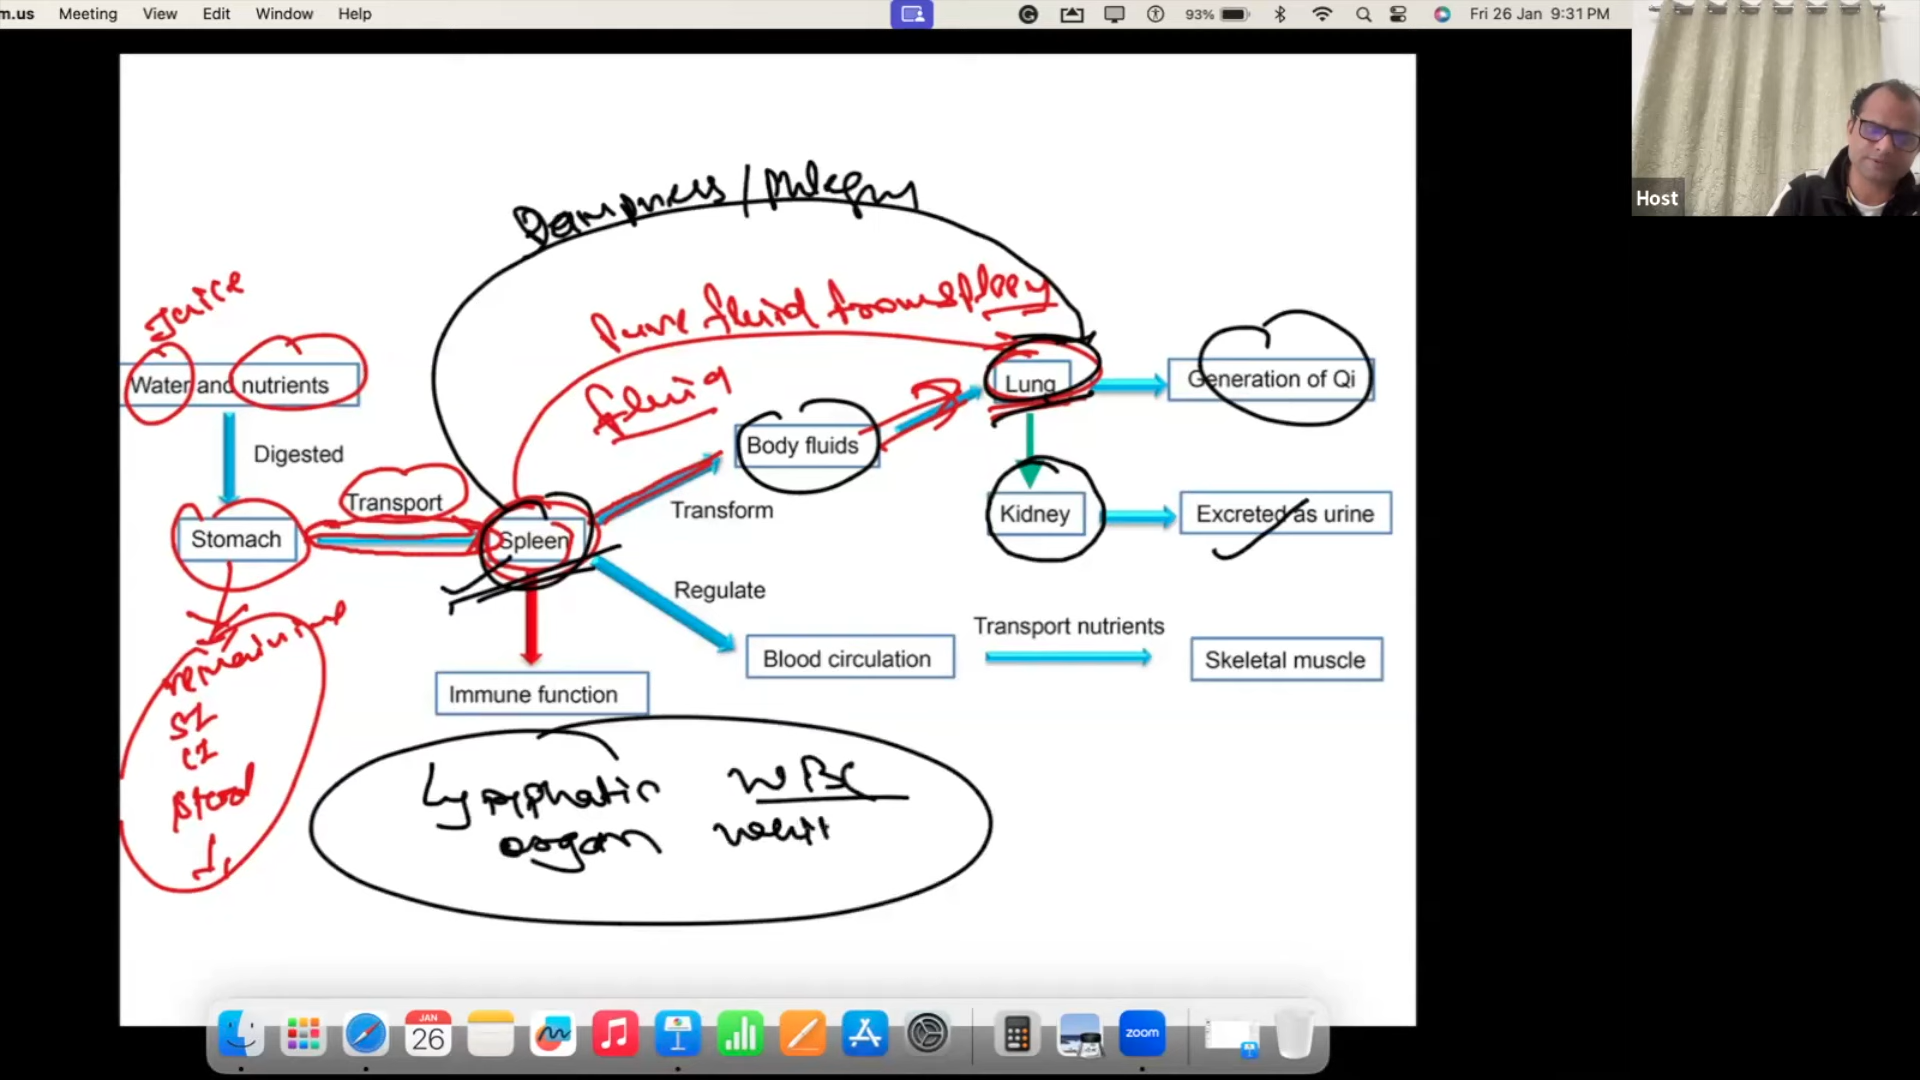 m.us Meeting View Edit Window Help 93% Fri 26 Jan 9:31 PM
Host
Dampness / Phlegm
Juice
Pure fluid from spleen
Water and nutrients
fluid
Lung
Generation of Qi
Body fluids
Digested
Transport
Transform
Stomach
Spleen
Kidney
Excreted as urine
Regulate
remaining
Transport nutrients
Blood circulation
Skeletal muscle
Immune function
SI
LI
Lymphatic WBC
organ
JAN
26
zoom